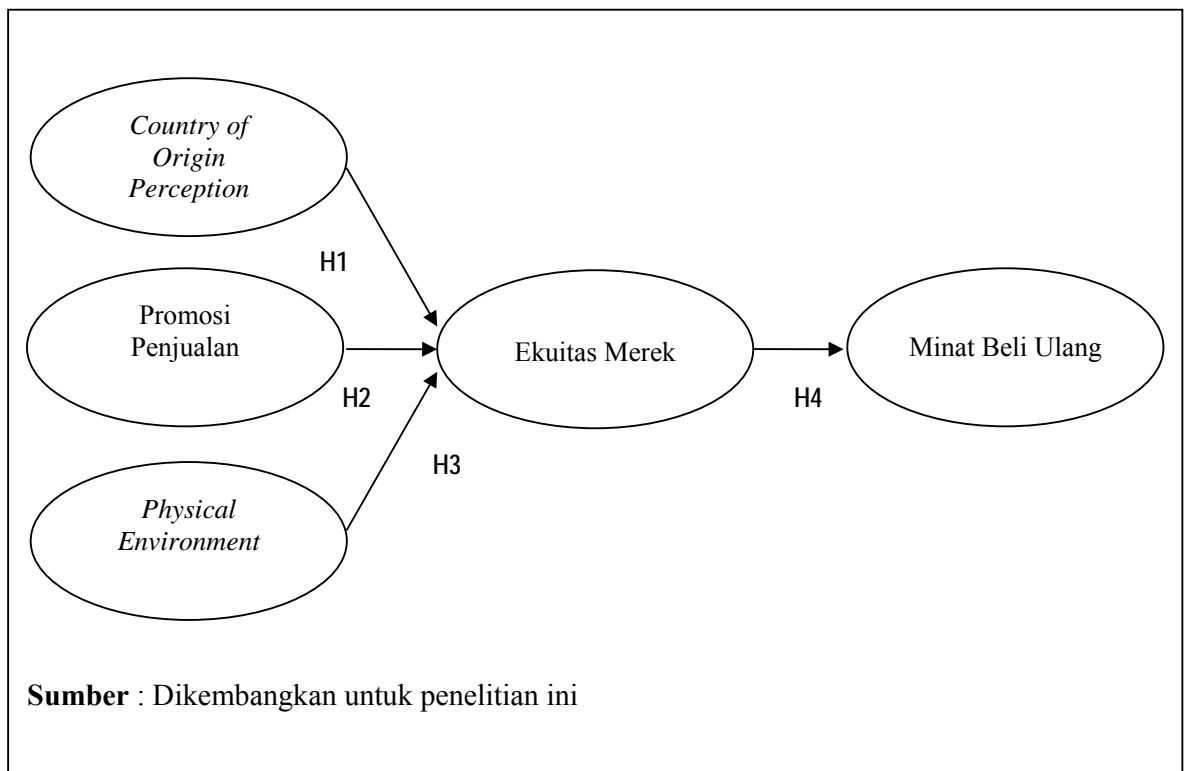 Country of
Origin
Perception
H1
Promosi
Penjualan
H2
Ekuitas Merek
H4
Minat Beli Ulang
H3
Physical
Environment
Sumber : Dikembangkan untuk penelitian ini